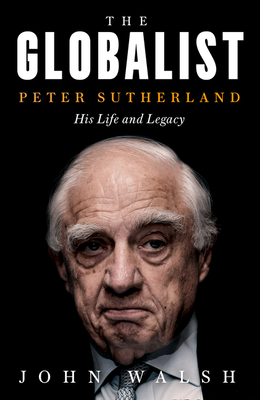 THE
GLOBALIST
PETER SUTHERLAND
His Life and Legacy
JOHN WALSH